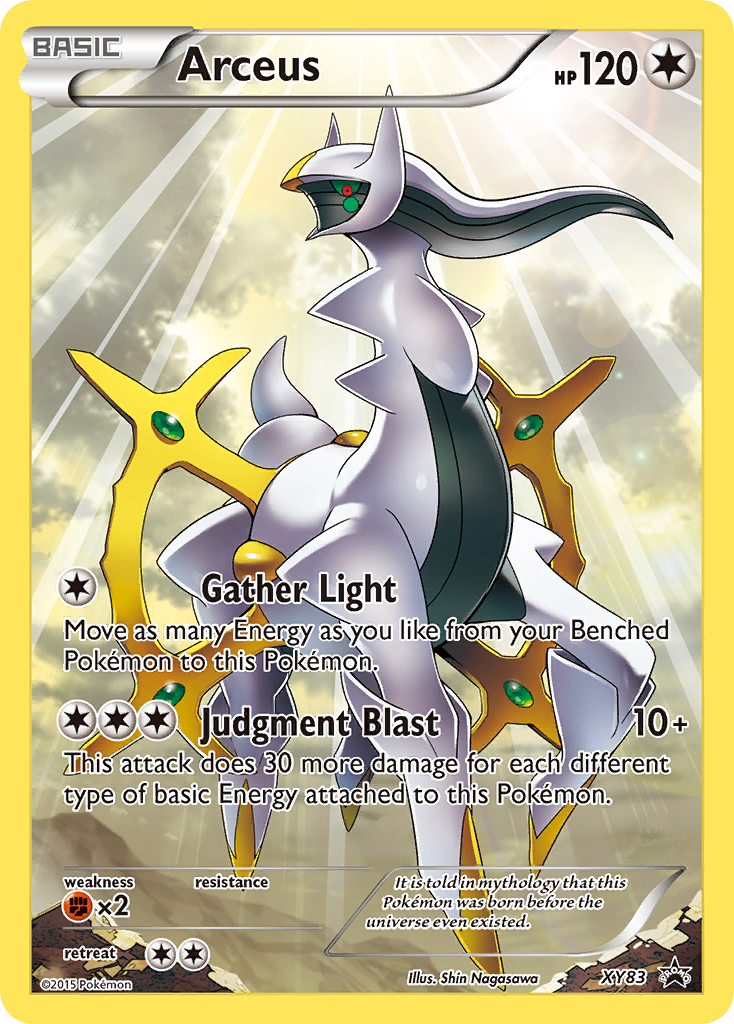 BASIC
Arceus
HP120
Gather Light
Move as many Energy as you like from your Benched
Pokémon to this Pokémon.
Judgment Blast 10+
This attack does 30 more damage for each different
type of basic Energy attached to this Pokémon.
weakness resistance
×2
retreat
It is told in mythology that this
Pokémon was born before the
universe even existed.
©2015 Pokémon
Illus. Shin Nagasawa
XY83
PROMO